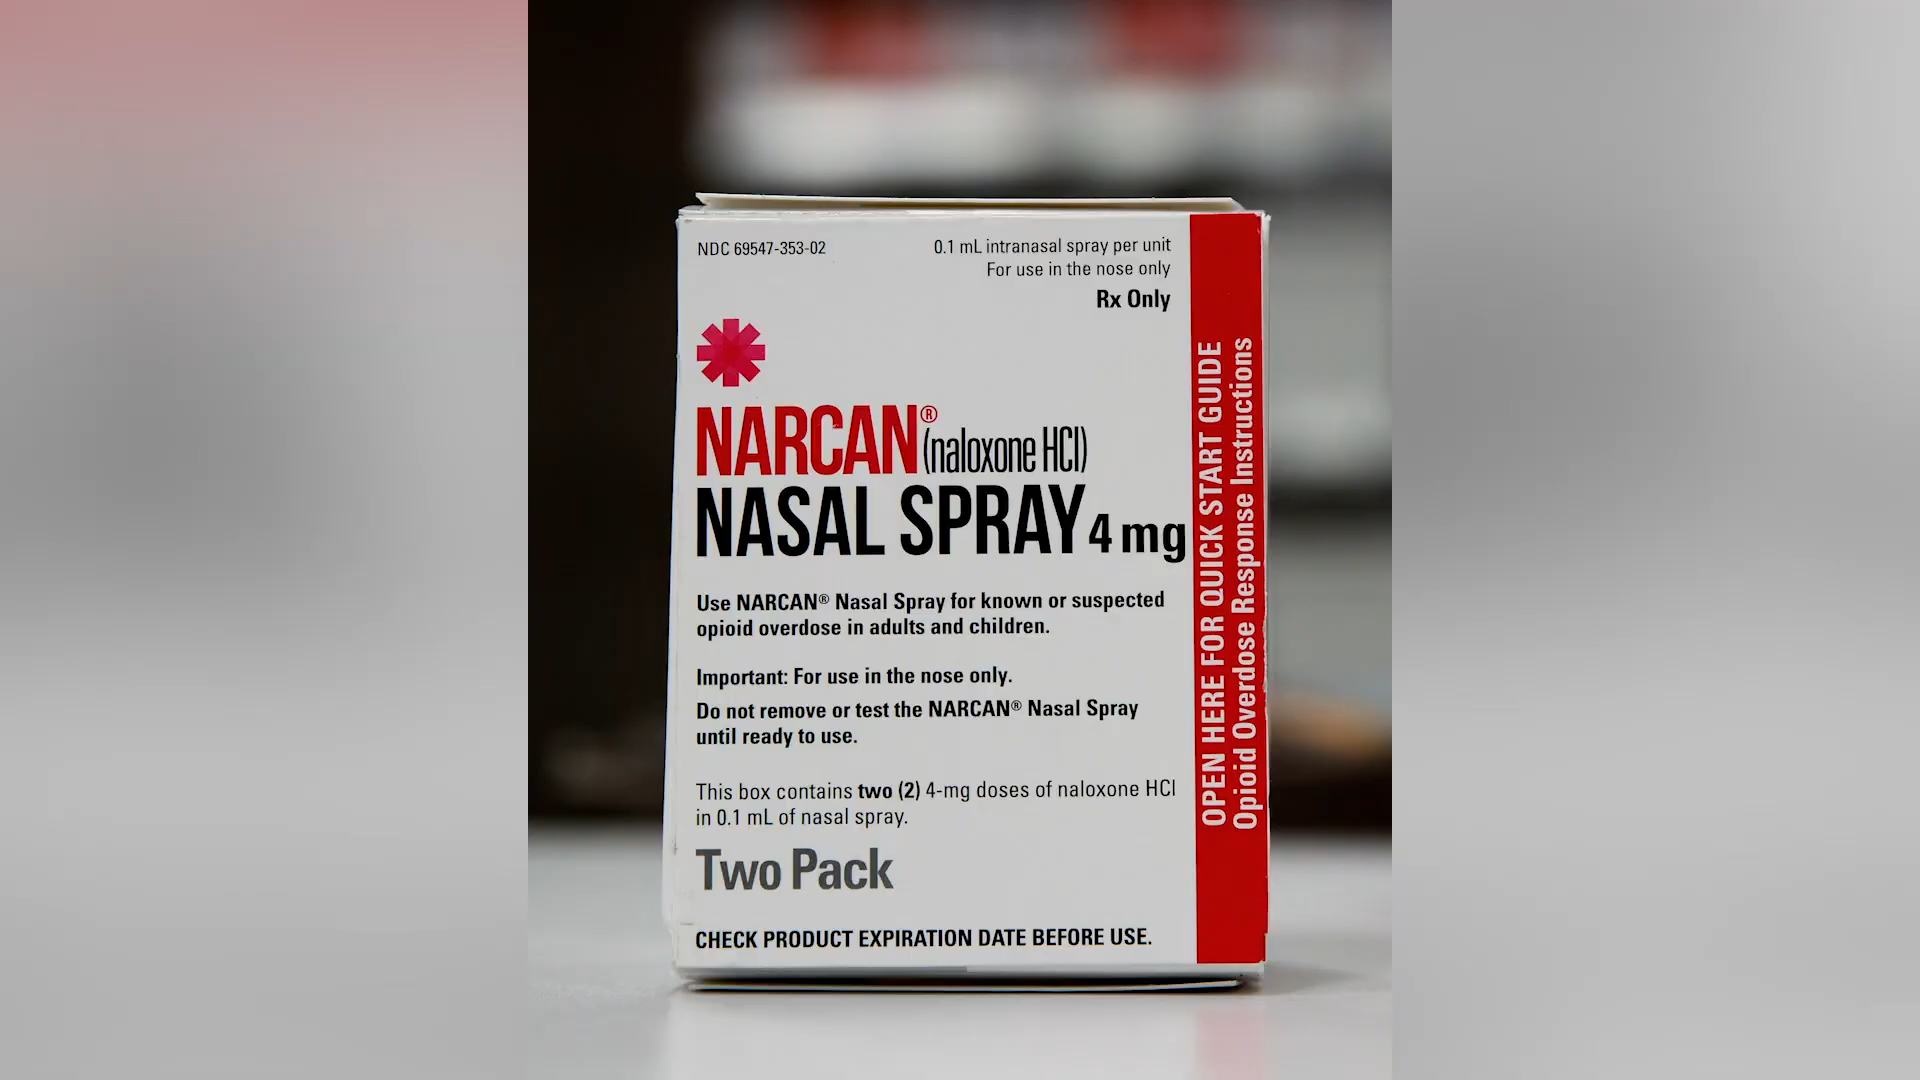 NDC 69547-353-02
0.1 mL intranasal spray per unit
For use in the nose only
Rx Only
NARCAN® (naloxone HCl)
NASAL SPRAY 4 mg
Use NARCAN® Nasal Spray for known or suspected
opioid overdose in adults and children.
Important: For use in the nose only.
Do not remove or test the NARCAN® Nasal Spray
until ready to use.
This box contains two (2) 4-mg doses of naloxone HCl
in 0.1 mL of nasal spray.
Two Pack
CHECK PRODUCT EXPIRATION DATE BEFORE USE.
OPEN HERE FOR QUICK START GUIDE
Opioid Overdose Response Instructions